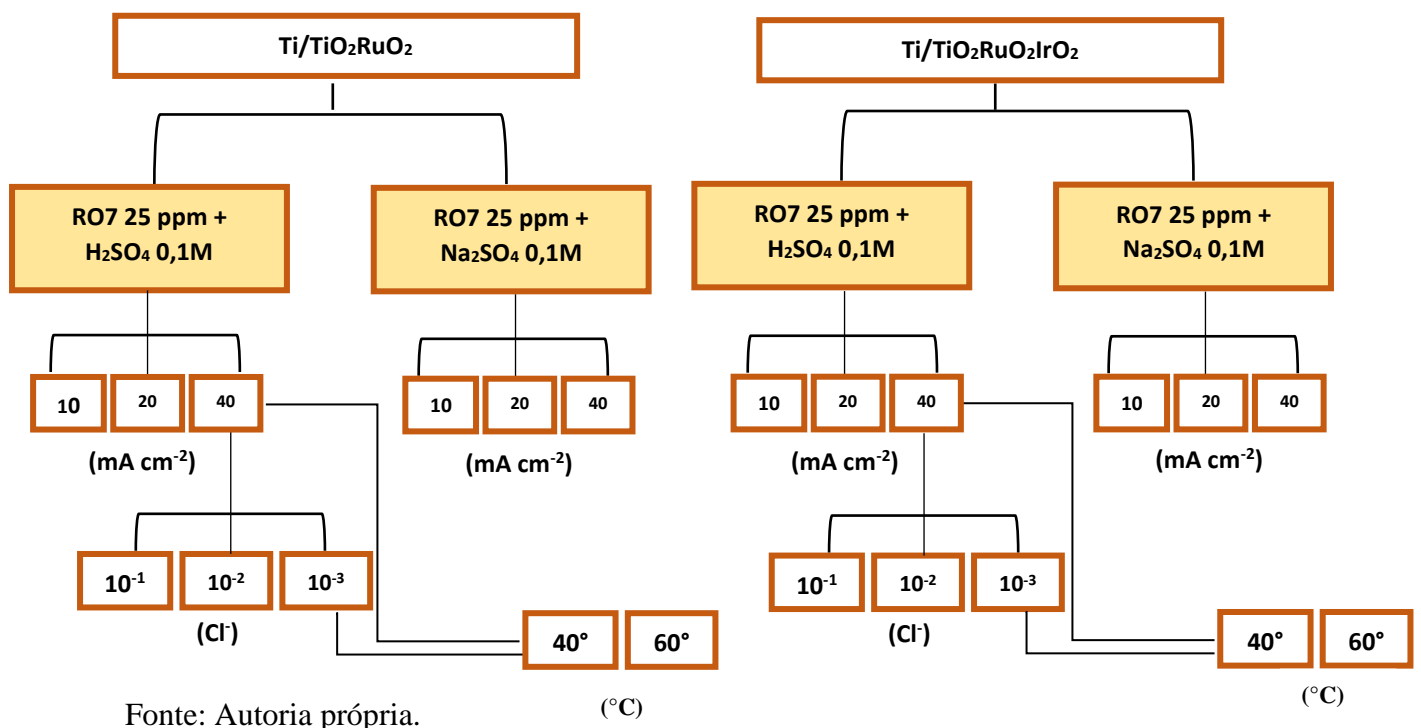 Ti/TiO₂RuO₂
Ti/TiO₂RuO₂IrO₂
RO7 25 ppm +
H₂SO₄ 0,1M
RO7 25 ppm +
Na₂SO₄ 0,1M
RO7 25 ppm +
H₂SO₄ 0,1M
RO7 25 ppm +
Na₂SO₄ 0,1M
10 20 40
10 20 40
10 20 40
10 20 40
(mA cm⁻²)
(mA cm⁻²)
(mA cm⁻²)
(mA cm⁻²)
10⁻¹ 10⁻² 10⁻³
10⁻¹ 10⁻² 10⁻³
(Cl⁻)
(Cl⁻)
40° 60°
40° 60°
(°C)
(°C)
Fonte: Autoria própria.